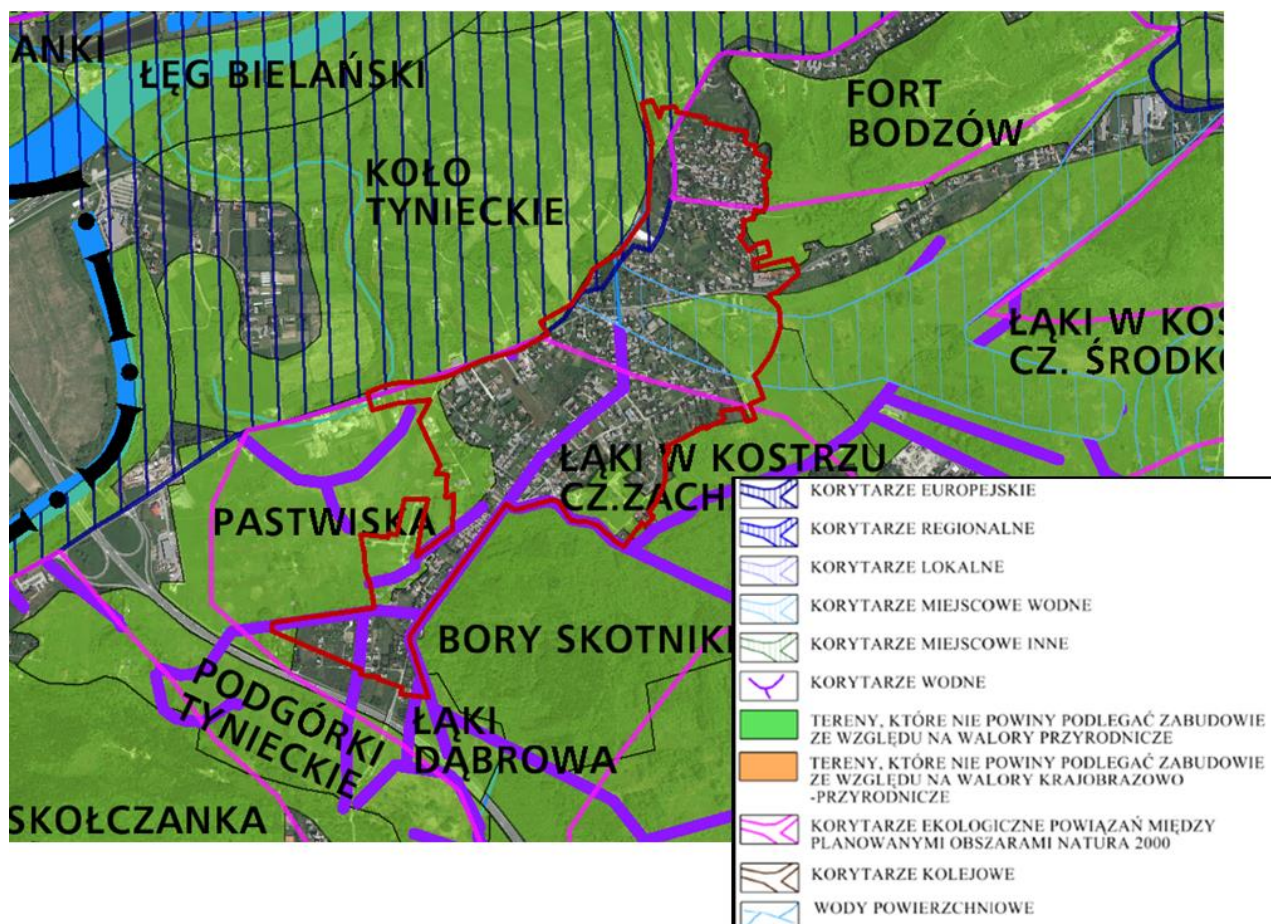 ANKI
ŁĘG BIELAŃSKI
KOŁO
TYNIECKIE
FORT
BODZÓW
ŁĄKI W KOS
CZ. ŚRODKO
ŁĄKI W KOSTRZU
CZ.ZACH
PASTWISKA
BORY SKOTNIKI
PODGÓRKI
TYNIECKIE
ŁĄKI
DĄBROWA
SKOŁCZANKA
KORYTARZE EUROPEJSKIE
KORYTARZE REGIONALNE
KORYTARZE LOKALNE
KORYTARZE MIEJSCOWE WODNE
KORYTARZE MIEJSCOWE INNE
KORYTARZE WODNE
TERENY, KTÓRE NIE POWINY PODLEGAĆ ZABUDOWIE
ZE WZGLĘDU NA WALORY PRZYRODNICZE
TERENY, KTÓRE NIE POWINY PODLEGAĆ ZABUDOWIE
ZE WZGLĘDU NA WALORY KRAJOBRAZOWO
-PRZYRODNICZE
KORYTARZE EKOLOGICZNE POWIĄZAŃ MIĘDZY
PLANOWANYMI OBSZARAMI NATURA 2000
KORYTARZE KOLEJOWE
WODY POWIERZCHNIOWE